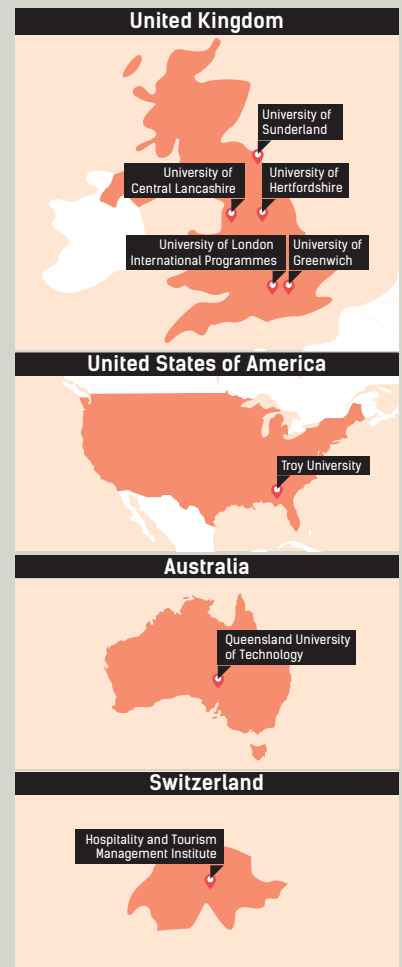 United Kingdom
University of
Sunderland
University of
Central Lancashire
University of
Hertfordshire
University of London
International Programmes
University of
Greenwich
United States of America
Troy University
Australia
Queensland University
of Technology
Switzerland
Hospitality and Tourism
Management Institute